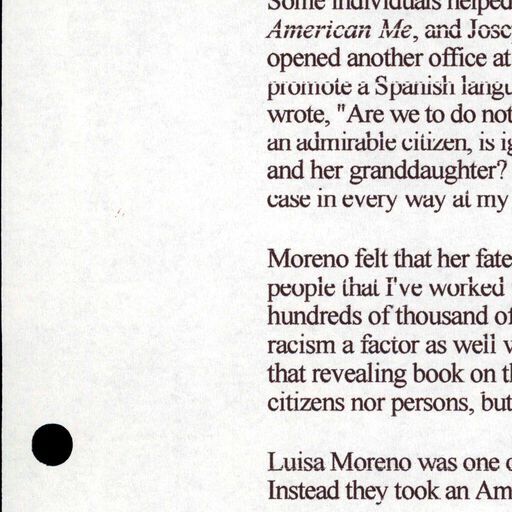 Some individuals helped
American Me, and Josc
opened another office at
promote a Spanish langu
wrote, "Are we to do not
an admirable citizen, is ig
and her granddaughter?
case in every way at my
Moreno felt that her fate
people that I've worked
hundreds of thousand of
racism a factor as well w
that revealing book on th
citizens nor persons, but
Luisa Moreno was one o
Instead they took an Am